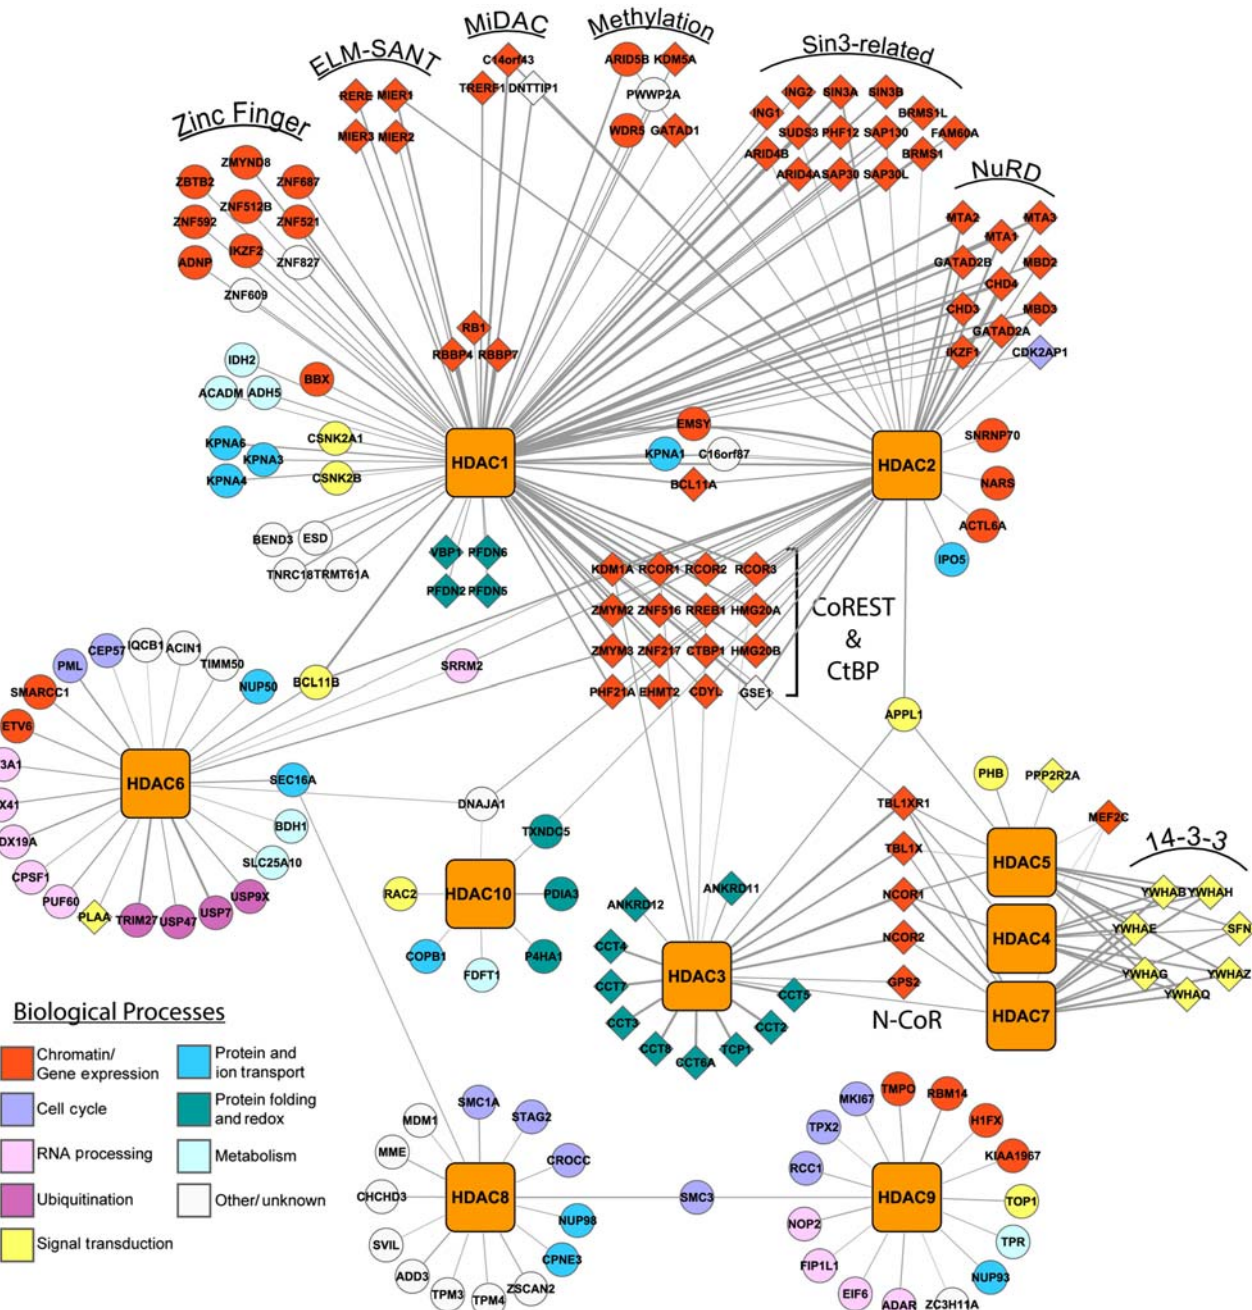 MiDAC
Methylation
Sin3-related
ELM-SANT
C14orf43
TRERF1 DNTTIP1
ARID5B KDM5A
PWWP2A
WDR5 GATAD1
RERE MIER1
MIER3 MIER2
ING2 SIN3A SIN3B
ING1 BRMS1L
SUDS3 PHF12 SAP130 FAM60A
ARID4B BRMS1
ARID4A SAP30 SAP30L
Zinc Finger
ZMYND8
ZBTB2 ZNF687
ZNF512B
ZNF592 ZNF521
IKZF2
ADNP ZNF827
ZNF609
NuRD
MTA2 MTA3
MTA1
GATAD2B MBD2
CHD4
CHD3 MBD3
GATAD2A
IKZF1 CDK2AP1
RB1
RBBP4 RBBP7
IDH2
BBX
ACADM ADH5
KPNA6 CSNK2A1
KPNA3
KPNA4 CSNK2B
HDAC1
EMSY
KPNA1 C16orf87
BCL11A
HDAC2
SNRNP70
NARS
ACTL6A
IPO5
BEND3 ESD
TNRC18 TRMT61A
VBP1 PFDN6
PFDN2 PFDN5
KDM1A RCOR1 RCOR2 RCOR3
ZMYM2 ZNF516 RREB1 HMG20A
ZMYM3 ZNF217 CTBP1 HMG20B
PHF21A EHMT2 CDYL GSE1
CoREST
&
CtBP
SRRM2
BCL11B
CEP57 IQCB1 ACIN1
PML TIMM50
SMARCC1 NUP50
ETV6
3A1
HDAC6
SEC16A
X41
DX19A
BDH1
CPSF1
SLC25A10
PUF60
PLAA TRIM27 USP47 USP7 USP9X
DNAJA1
TXNDC5
RAC2 HDAC10 PDIA3
COPB1 P4HA1
FDFT1
APPL1
PHB PPP2R2A
TBL1XR1 MEF2C
TBL1X HDAC5
14-3-3
ANKRD11
ANKRD12
NCOR1
YWHAB YWHAH
CCT4 NCOR2 HDAC4 YWHAE SFN
HDAC3
CCT7 GPS2 YWHAG YWHAZ
CCT5 YWHAQ
CCT3 CCT2 N-CoR HDAC7
CCT8 CCT6A TCP1
Biological Processes
Chromatin/
Gene expression
Cell cycle
RNA processing
Ubiquitination
Signal transduction
Protein and
ion transport
Protein folding
and redox
Metabolism
Other/ unknown
SMC1A
MDM1 STAG2
MME CROCC
CHCHD3 HDAC8
SVIL NUP98
ADD3 CPNE3
TPM3 TPM4 ZSCAN2
SMC3
MKI67 TMPO RBM14
TPX2 H1FX
RCC1 KIAA1967
HDAC9 TOP1
NOP2 TPR
FIP1L1 NUP93
EIF6 ADAR ZC3H11A